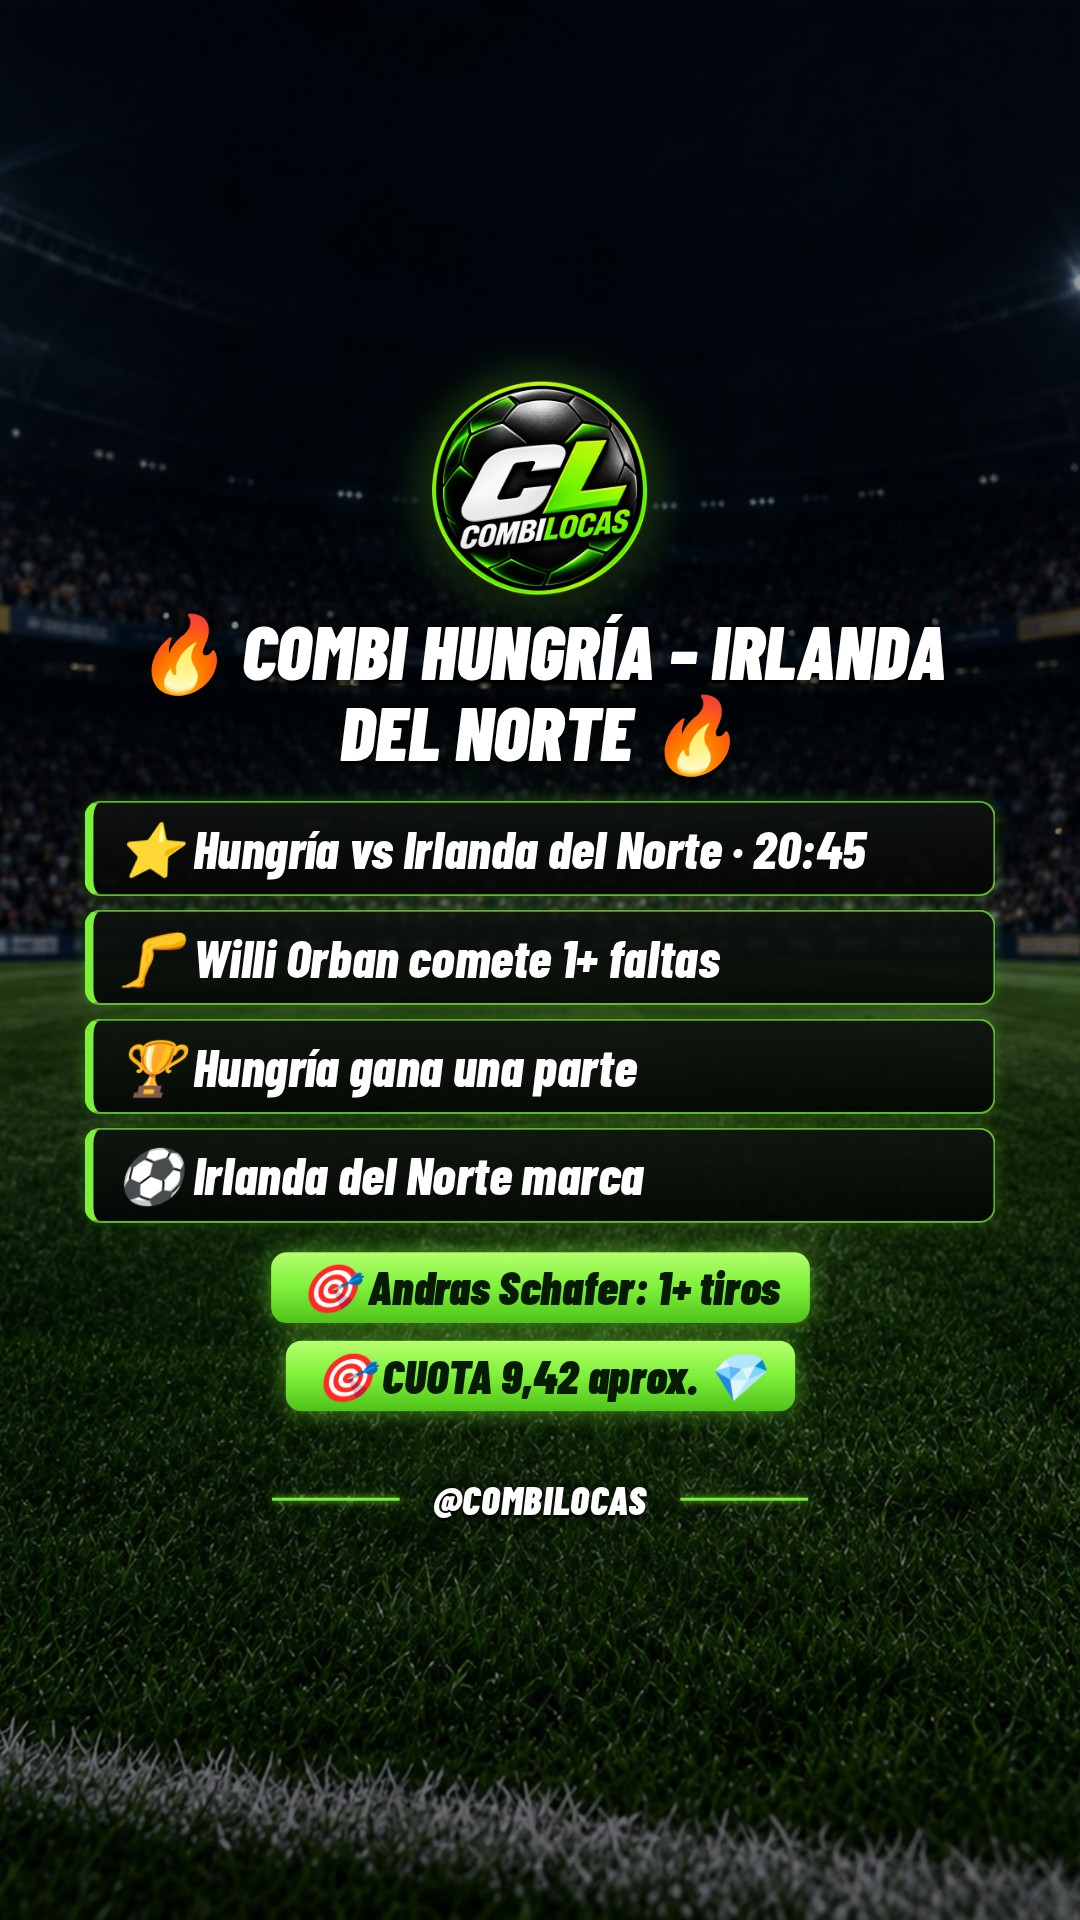 CL
COMBILOCAS
🔥 COMBI HUNGRÍA - IRLANDA
DEL NORTE 🔥
⭐ Hungría vs Irlanda del Norte · 20:45
🦵 Willi Orban comete 1+ faltas
🏆 Hungría gana una parte
⚽ Irlanda del Norte marca
🎯 Andras Schafer: 1+ tiros
🎯 CUOTA 9,42 aprox. 💎
@COMBILOCAS